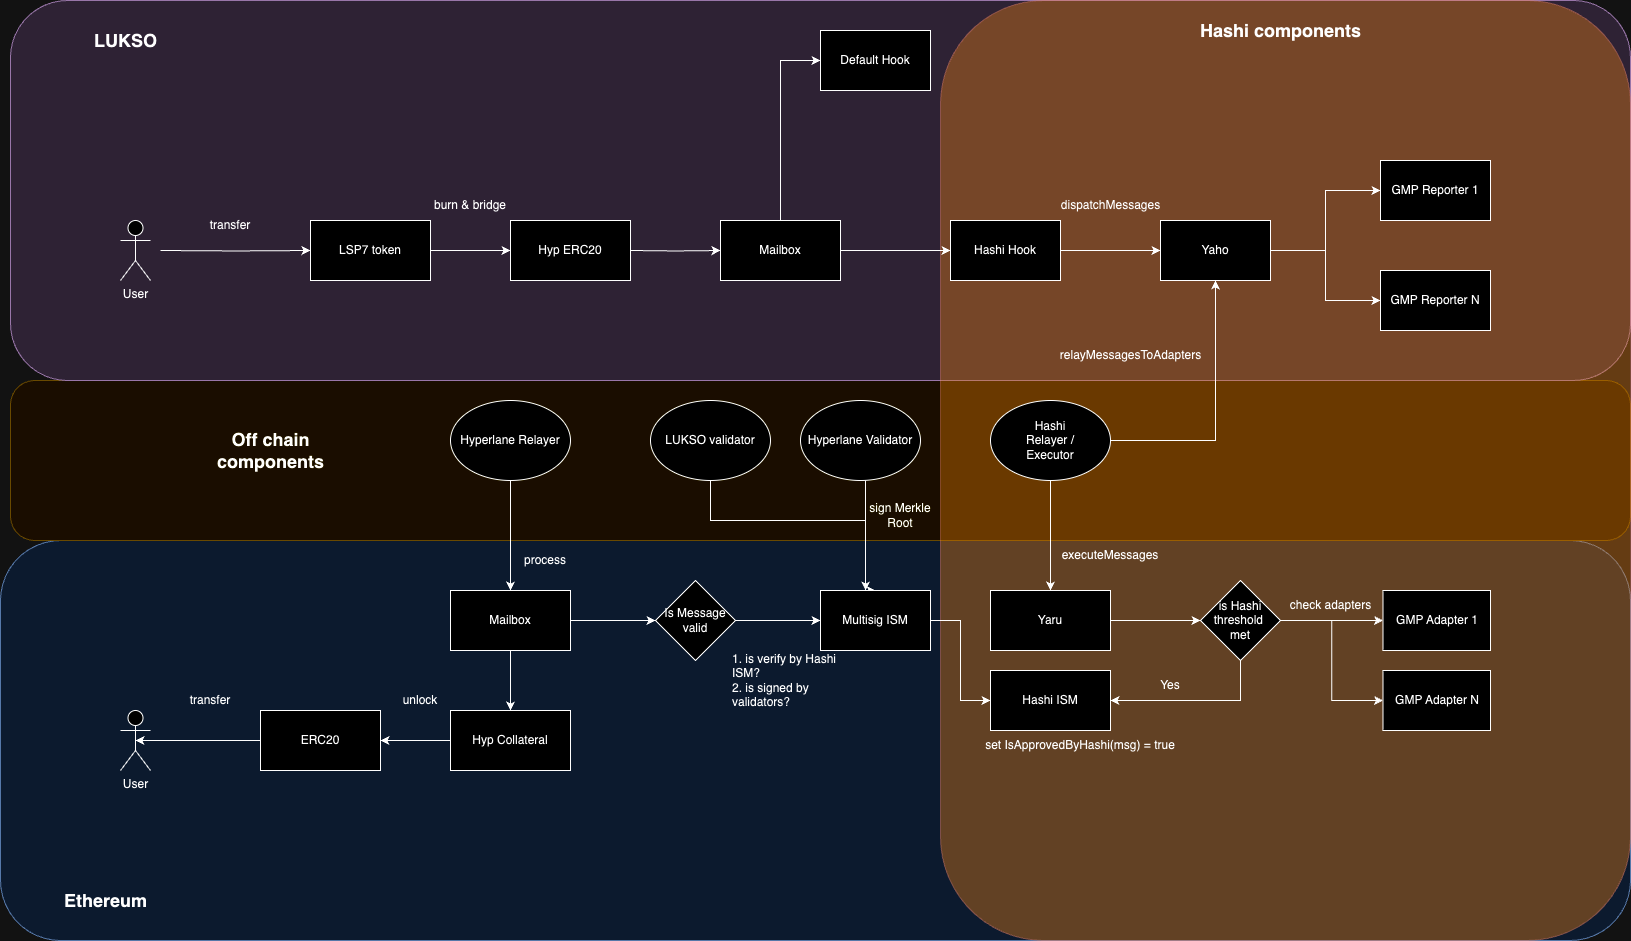 LUKSO
Hashi components
Default Hook
GMP Reporter 1
transfer
burn & bridge
dispatchMessages
LSP7 token
Hyp ERC20
Mailbox
Hashi Hook
Yaho
User
GMP Reporter N
relayMessagesToAdapters
Off chain
components
Hyperlane Relayer
LUKSO validator
Hyperlane Validator
Hashi
Relayer /
Executor
sign Merkle
Root
process
executeMessages
Mailbox
Is Message
valid
Multisig ISM
Yaru
is Hashi
threshold
met
check adapters
GMP Adapter 1
1. is verify by Hashi
ISM?
2. is signed by
validators?
Yes
Hashi ISM
GMP Adapter N
set IsApprovedByHashi(msg) = true
transfer
unlock
ERC20
Hyp Collateral
User
Ethereum